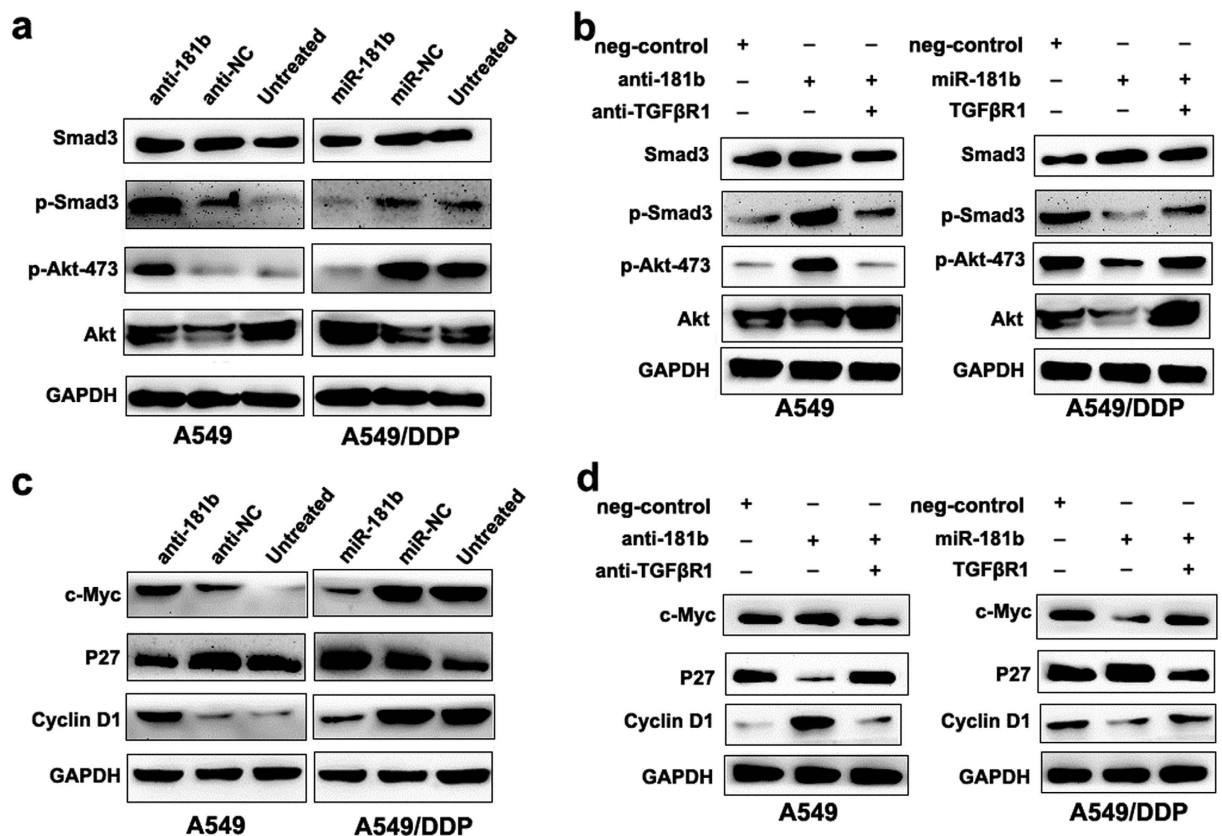 a
anti-181b anti-NC Untreated miR-181b miR-NC Untreated
Smad3
p-Smad3
p-Akt-473
Akt
GAPDH
A549 A549/DDP
b
neg-control + – –
anti-181b – + +
anti-TGFβR1 – – +
Smad3
p-Smad3
p-Akt-473
Akt
GAPDH
A549
neg-control + – –
miR-181b – + +
TGFβR1 – – +
Smad3
p-Smad3
p-Akt-473
Akt
GAPDH
A549/DDP
c
anti-181b anti-NC Untreated miR-181b miR-NC Untreated
c-Myc
P27
Cyclin D1
GAPDH
A549 A549/DDP
d
neg-control + – –
anti-181b – + +
anti-TGFβR1 – – +
c-Myc
P27
Cyclin D1
GAPDH
A549
neg-control + – –
miR-181b – + +
TGFβR1 – – +
c-Myc
P27
Cyclin D1
GAPDH
A549/DDP